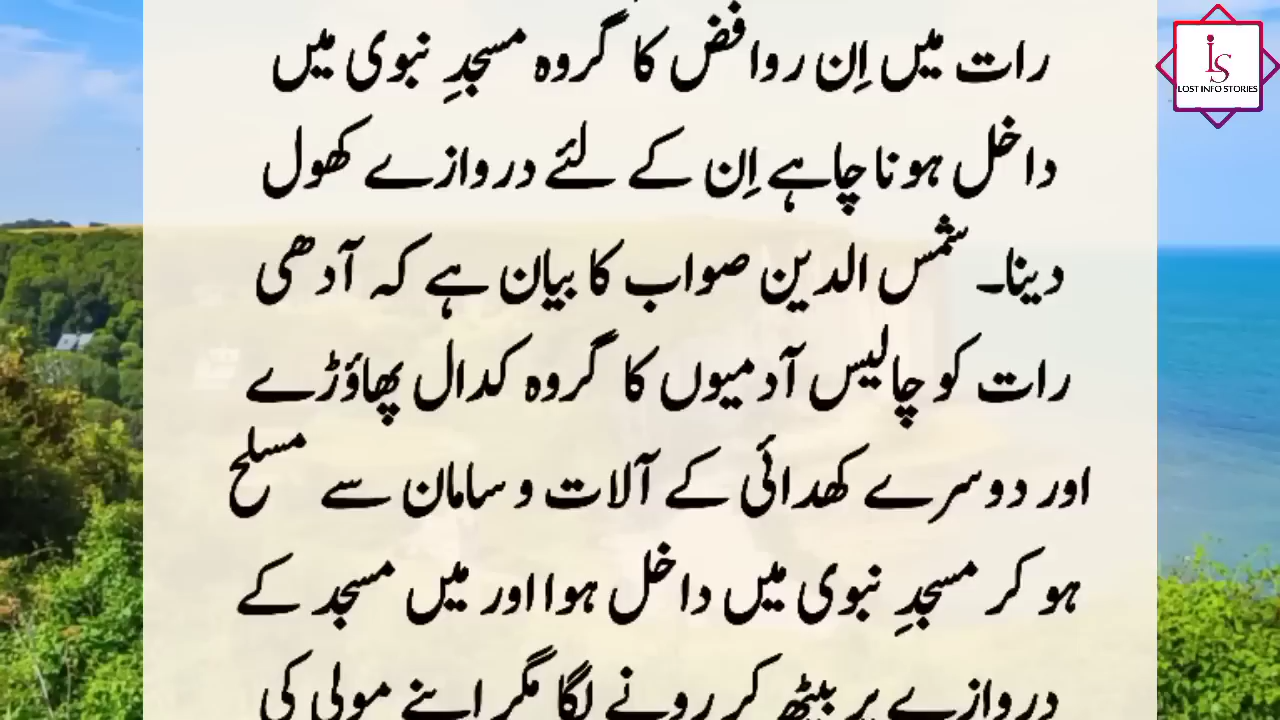 رات میں اِن روافض کا گروہ مسجدِ نبوی میں
داخل ہونا چاہے اِن کے لئے دروازے کھول
دینا۔ شمس الدین صواب کا بیان ہے کہ آدھی
رات کو چالیس آدمیوں کا گروہ کدال پھاؤڑے
اور دوسرے کھدائی کے آلات و سامان سے مسلح
ہو کر مسجدِ نبوی میں داخل ہوا اور میں مسجد کے
دروازے پر بیٹھ کر رونے لگا مگر اپنے مولی کی
iS
LOST INFO STORIES